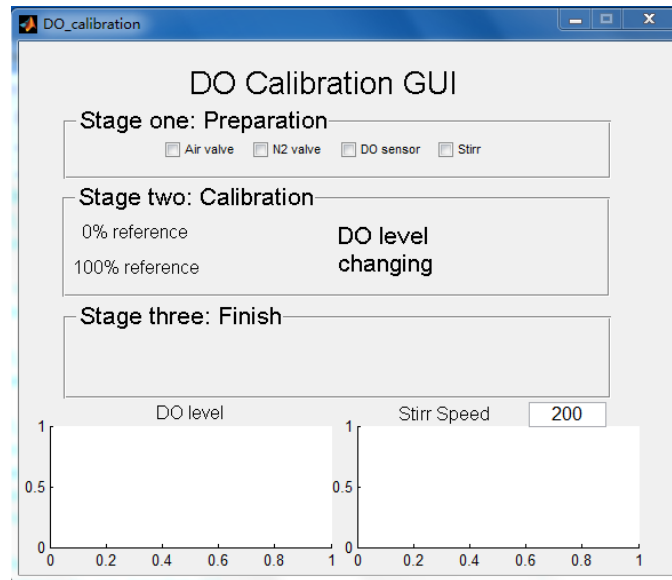 DO_calibration
DO Calibration GUI
Stage one: Preparation
Air valve N2 valve DO sensor Stirr
Stage two: Calibration
0% reference
100% reference
DO level
changing
Stage three: Finish
DO level
Stirr Speed 200
1
0.5
0
0 0.2 0.4 0.6 0.8 1
1
0.5
0
0 0.2 0.4 0.6 0.8 1